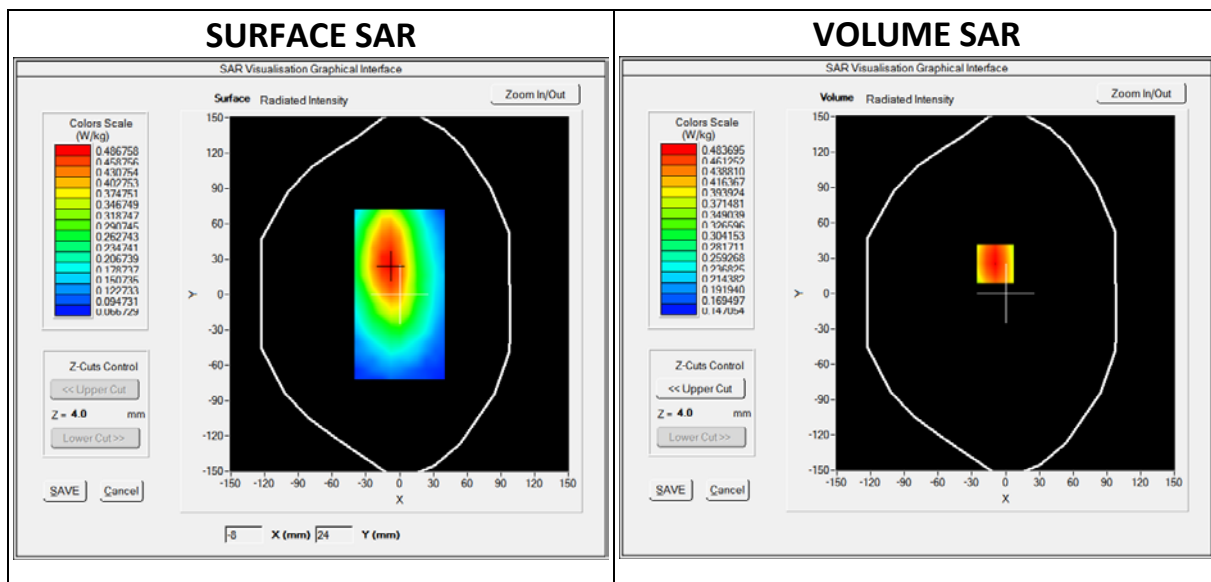 SURFACE SAR
SAR Visualisation Graphical Interface
Surface Radiated Intensity
Zoom In/Out
Colors Scale
(W/kg)
0.486758
0.458756
0.430754
0.402753
0.374751
0.346749
0.318747
0.290745
0.262743
0.234741
0.206739
0.178737
0.150735
0.122733
0.094731
0.066729
Z-Cuts Control
<< Upper Cut
Z = 4.0 mm
Lower Cut >>
SAVE Cancel
150
120
90
60
30
0
-30
-60
-90
-120
-150
Y
-150 -120 -90 -60 -30 0 30 60 90 120 150
X
-8 X (mm) 24 Y (mm)
VOLUME SAR
SAR Visualisation Graphical Interface
Volume Radiated Intensity
Zoom In/Out
Colors Scale
(W/kg)
0.483695
0.461252
0.438810
0.416367
0.393924
0.371481
0.349039
0.326596
0.304153
0.281711
0.259268
0.236825
0.214382
0.191940
0.169497
0.147054
Z-Cuts Control
<< Upper Cut
Z = 4.0 mm
Lower Cut >>
SAVE Cancel
150
120
90
60
30
0
-30
-60
-90
-120
-150
Y
-150 -120 -90 -60 -30 0 30 60 90 120 150
X